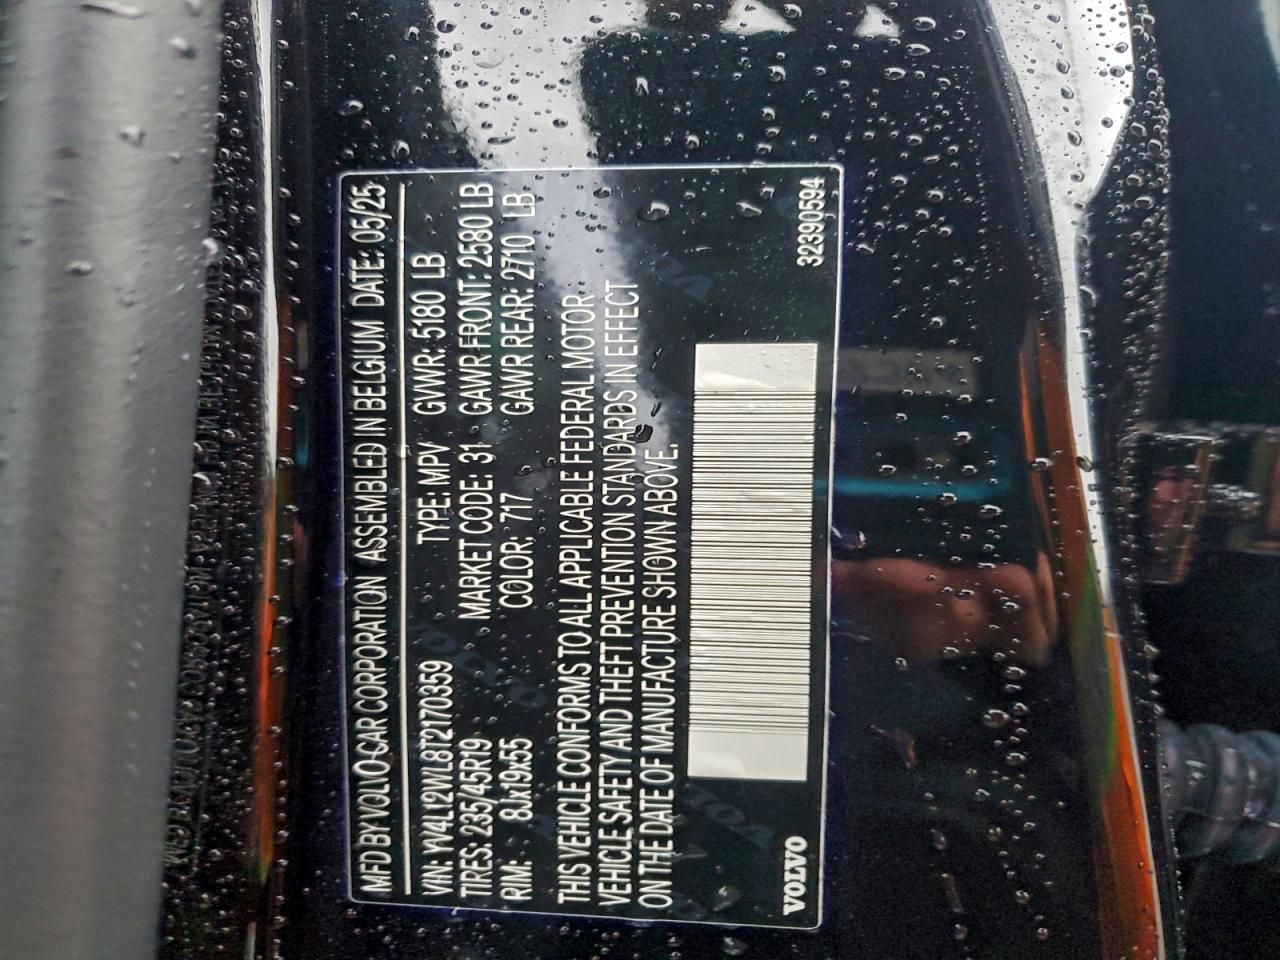 MFD BY VOLVO CAR CORPORATION ASSEMBLED IN BELGIUM DATE: 05/25
VIN: YV4L12WL8T2170359 TYPE: MPV GVWR: 5180 LB
TIRES: 235/45R19 MARKET CODE: 31 GAWR FRONT: 2580 LB
RIM: 8Jx19x55 COLOR: 717 GAWR REAR: 2710 LB
THIS VEHICLE CONFORMS TO ALL APPLICABLE FEDERAL MOTOR
VEHICLE SAFETY AND THEFT PREVENTION STANDARDS IN EFFECT
ON THE DATE OF MANUFACTURE SHOWN ABOVE.
VOLVO 32390594